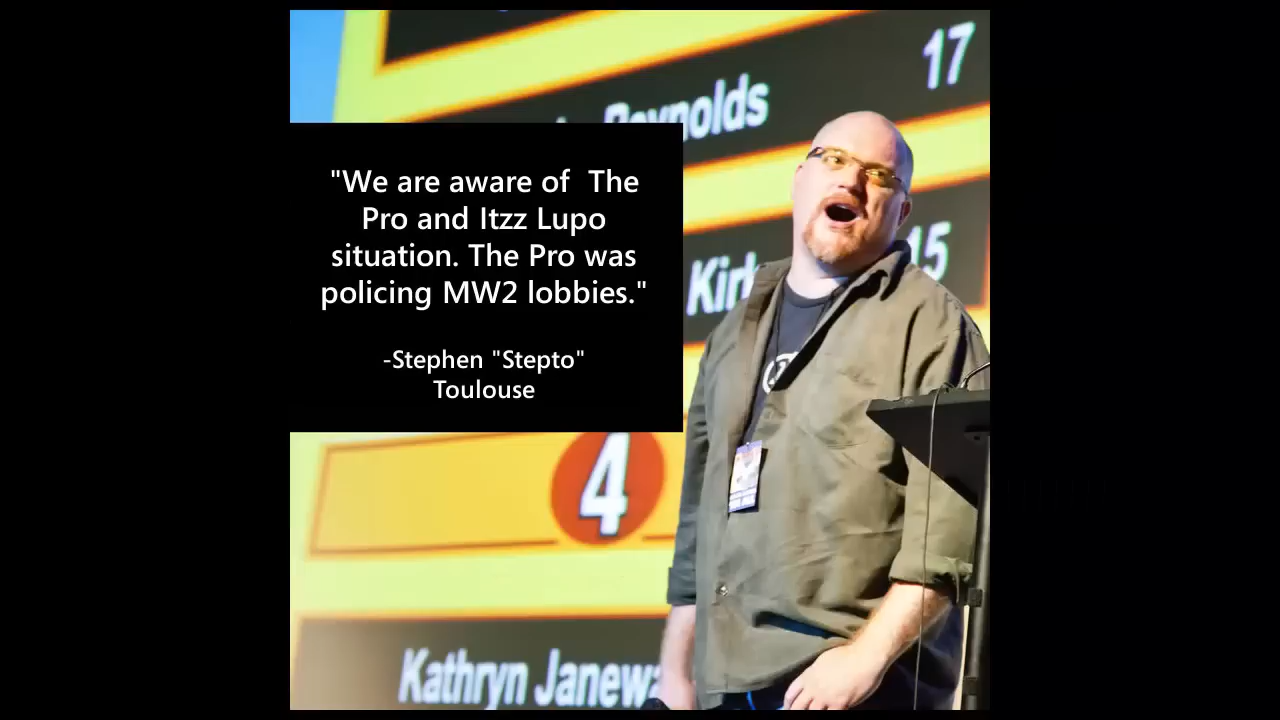 17
Reynolds
"We are aware of  The
Pro and Itzz Lupo
situation. The Pro was
policing MW2 lobbies."
-Stephen "Stepto"
Toulouse
15
4
Kathryn